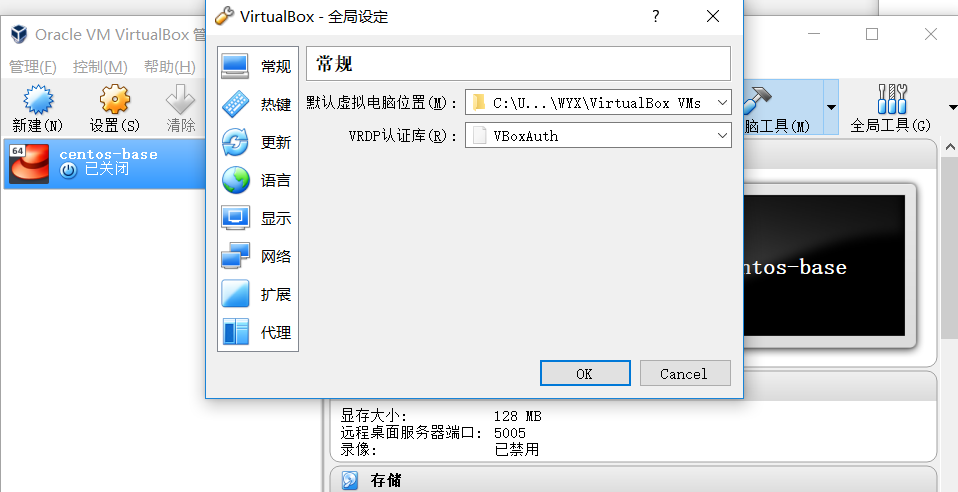 VirtualBox - 全局设定
?
Oracle VM VirtualBox 管
管理(F) 控制(M) 帮助(H)
新建(N) 设置(S) 清除
脑工具(M) 全局工具(G)
64
centos-base
已关闭
常规
热键
更新
语言
显示
网络
扩展
代理
常规
默认虚拟电脑位置(M): C:\U...\WYX\VirtualBox VMs
VRDP认证库(R): VBoxAuth
OK Cancel
ntos-base
显存大小: 128 MB
远程桌面服务器端口: 5005
录像: 已禁用
存储